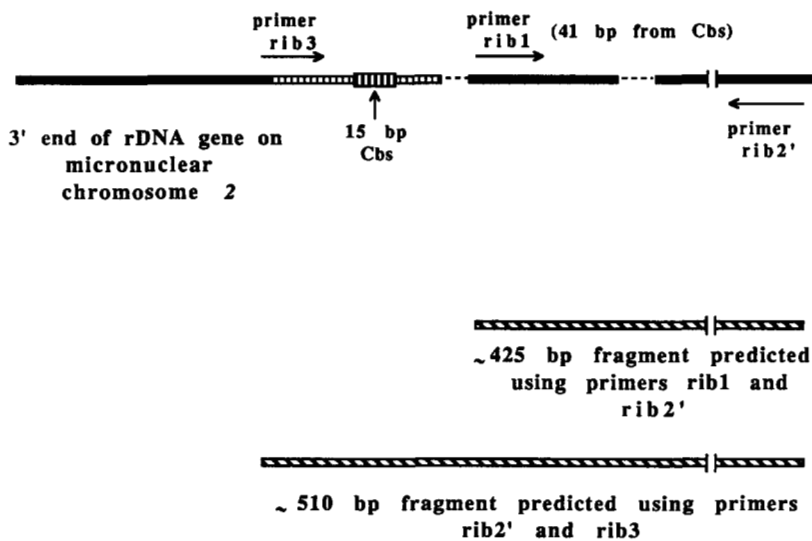 primer
rib3
primer
rib1 (41 bp from Cbs)
15 bp
Cbs
3' end of rDNA gene on
micronuclear
chromosome 2
primer
rib2'
~425 bp fragment predicted
using primers rib1 and
rib2'
~ 510 bp fragment predicted using primers
rib2' and rib3